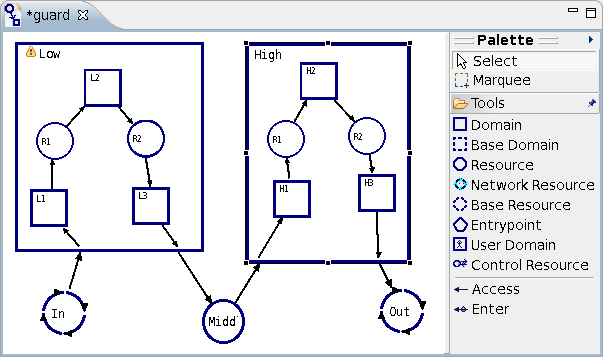 *guard
Low
L2
R1
R2
L1
L3
High
H2
R1
R2
H1
H3
In
Midd
Out
Palette
Select
Marquee
Tools
Domain
Base Domain
Resource
Network Resource
Base Resource
Entrypoint
User Domain
Control Resource
Access
Enter